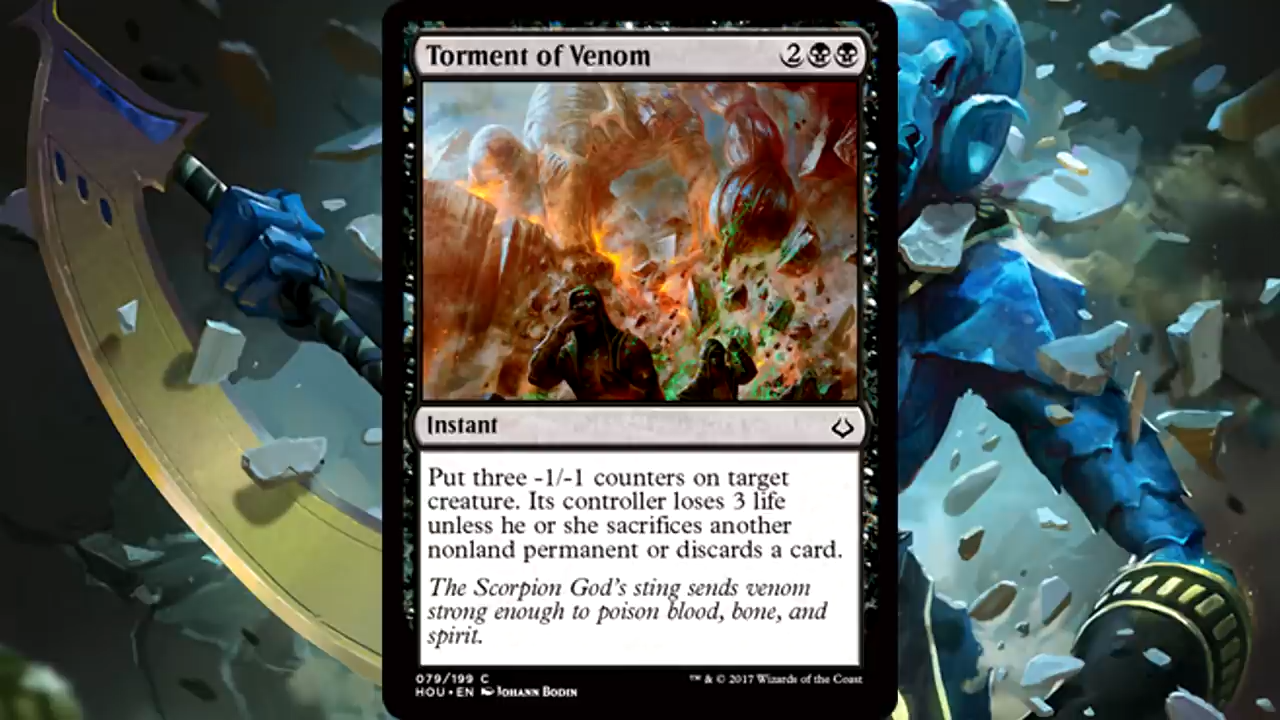 Torment of Venom 2
Instant
Put three -1/-1 counters on target
creature. Its controller loses 3 life
unless he or she sacrifices another
nonland permanent or discards a card.
The Scorpion God's sting sends venom
strong enough to poison blood, bone, and
spirit.
079/199 C
HOU • EN Johann Bodin
™ & © 2017 Wizards of the Coast